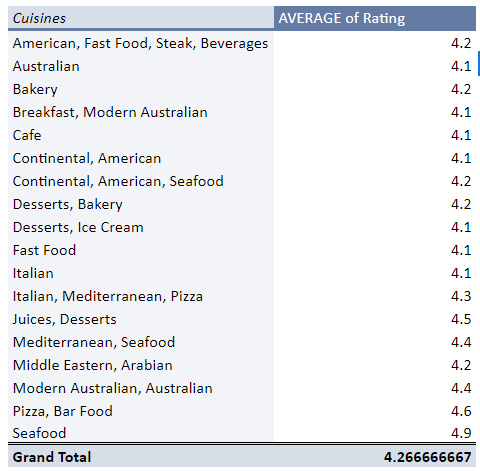 Cuisines AVERAGE of Rating
American, Fast Food, Steak, Beverages 4.2
Australian 4.1
Bakery 4.2
Breakfast, Modern Australian 4.1
Cafe 4.1
Continental, American 4.1
Continental, American, Seafood 4.2
Desserts, Bakery 4.2
Desserts, Ice Cream 4.1
Fast Food 4.1
Italian 4.1
Italian, Mediterranean, Pizza 4.3
Juices, Desserts 4.5
Mediterranean, Seafood 4.4
Middle Eastern, Arabian 4.2
Modern Australian, Australian 4.4
Pizza, Bar Food 4.6
Seafood 4.9
Grand Total 4.266666667